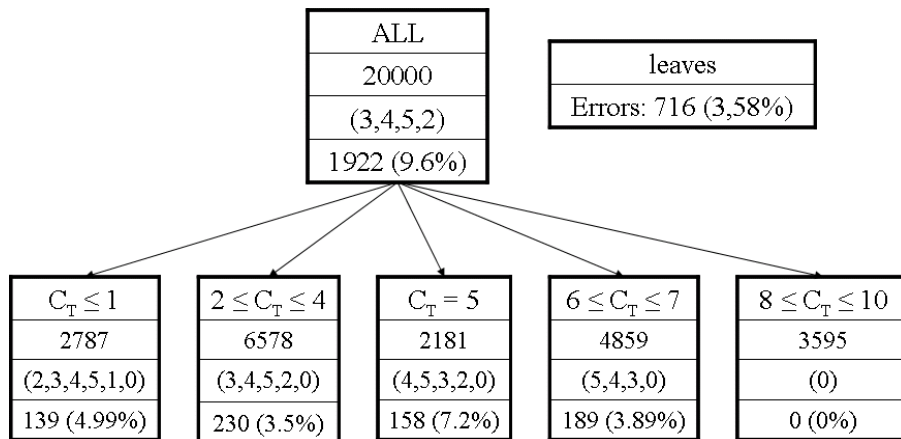 ALL
20000
(3,4,5,2)
1922 (9.6%)
leaves
Errors: 716 (3,58%)
C_T ≤ 1
2787
(2,3,4,5,1,0)
139 (4.99%)
2 ≤ C_T ≤ 4
6578
(3,4,5,2,0)
230 (3.5%)
C_T = 5
2181
(4,5,3,2,0)
158 (7.2%)
6 ≤ C_T ≤ 7
4859
(5,4,3,0)
189 (3.89%)
8 ≤ C_T ≤ 10
3595
(0)
0 (0%)